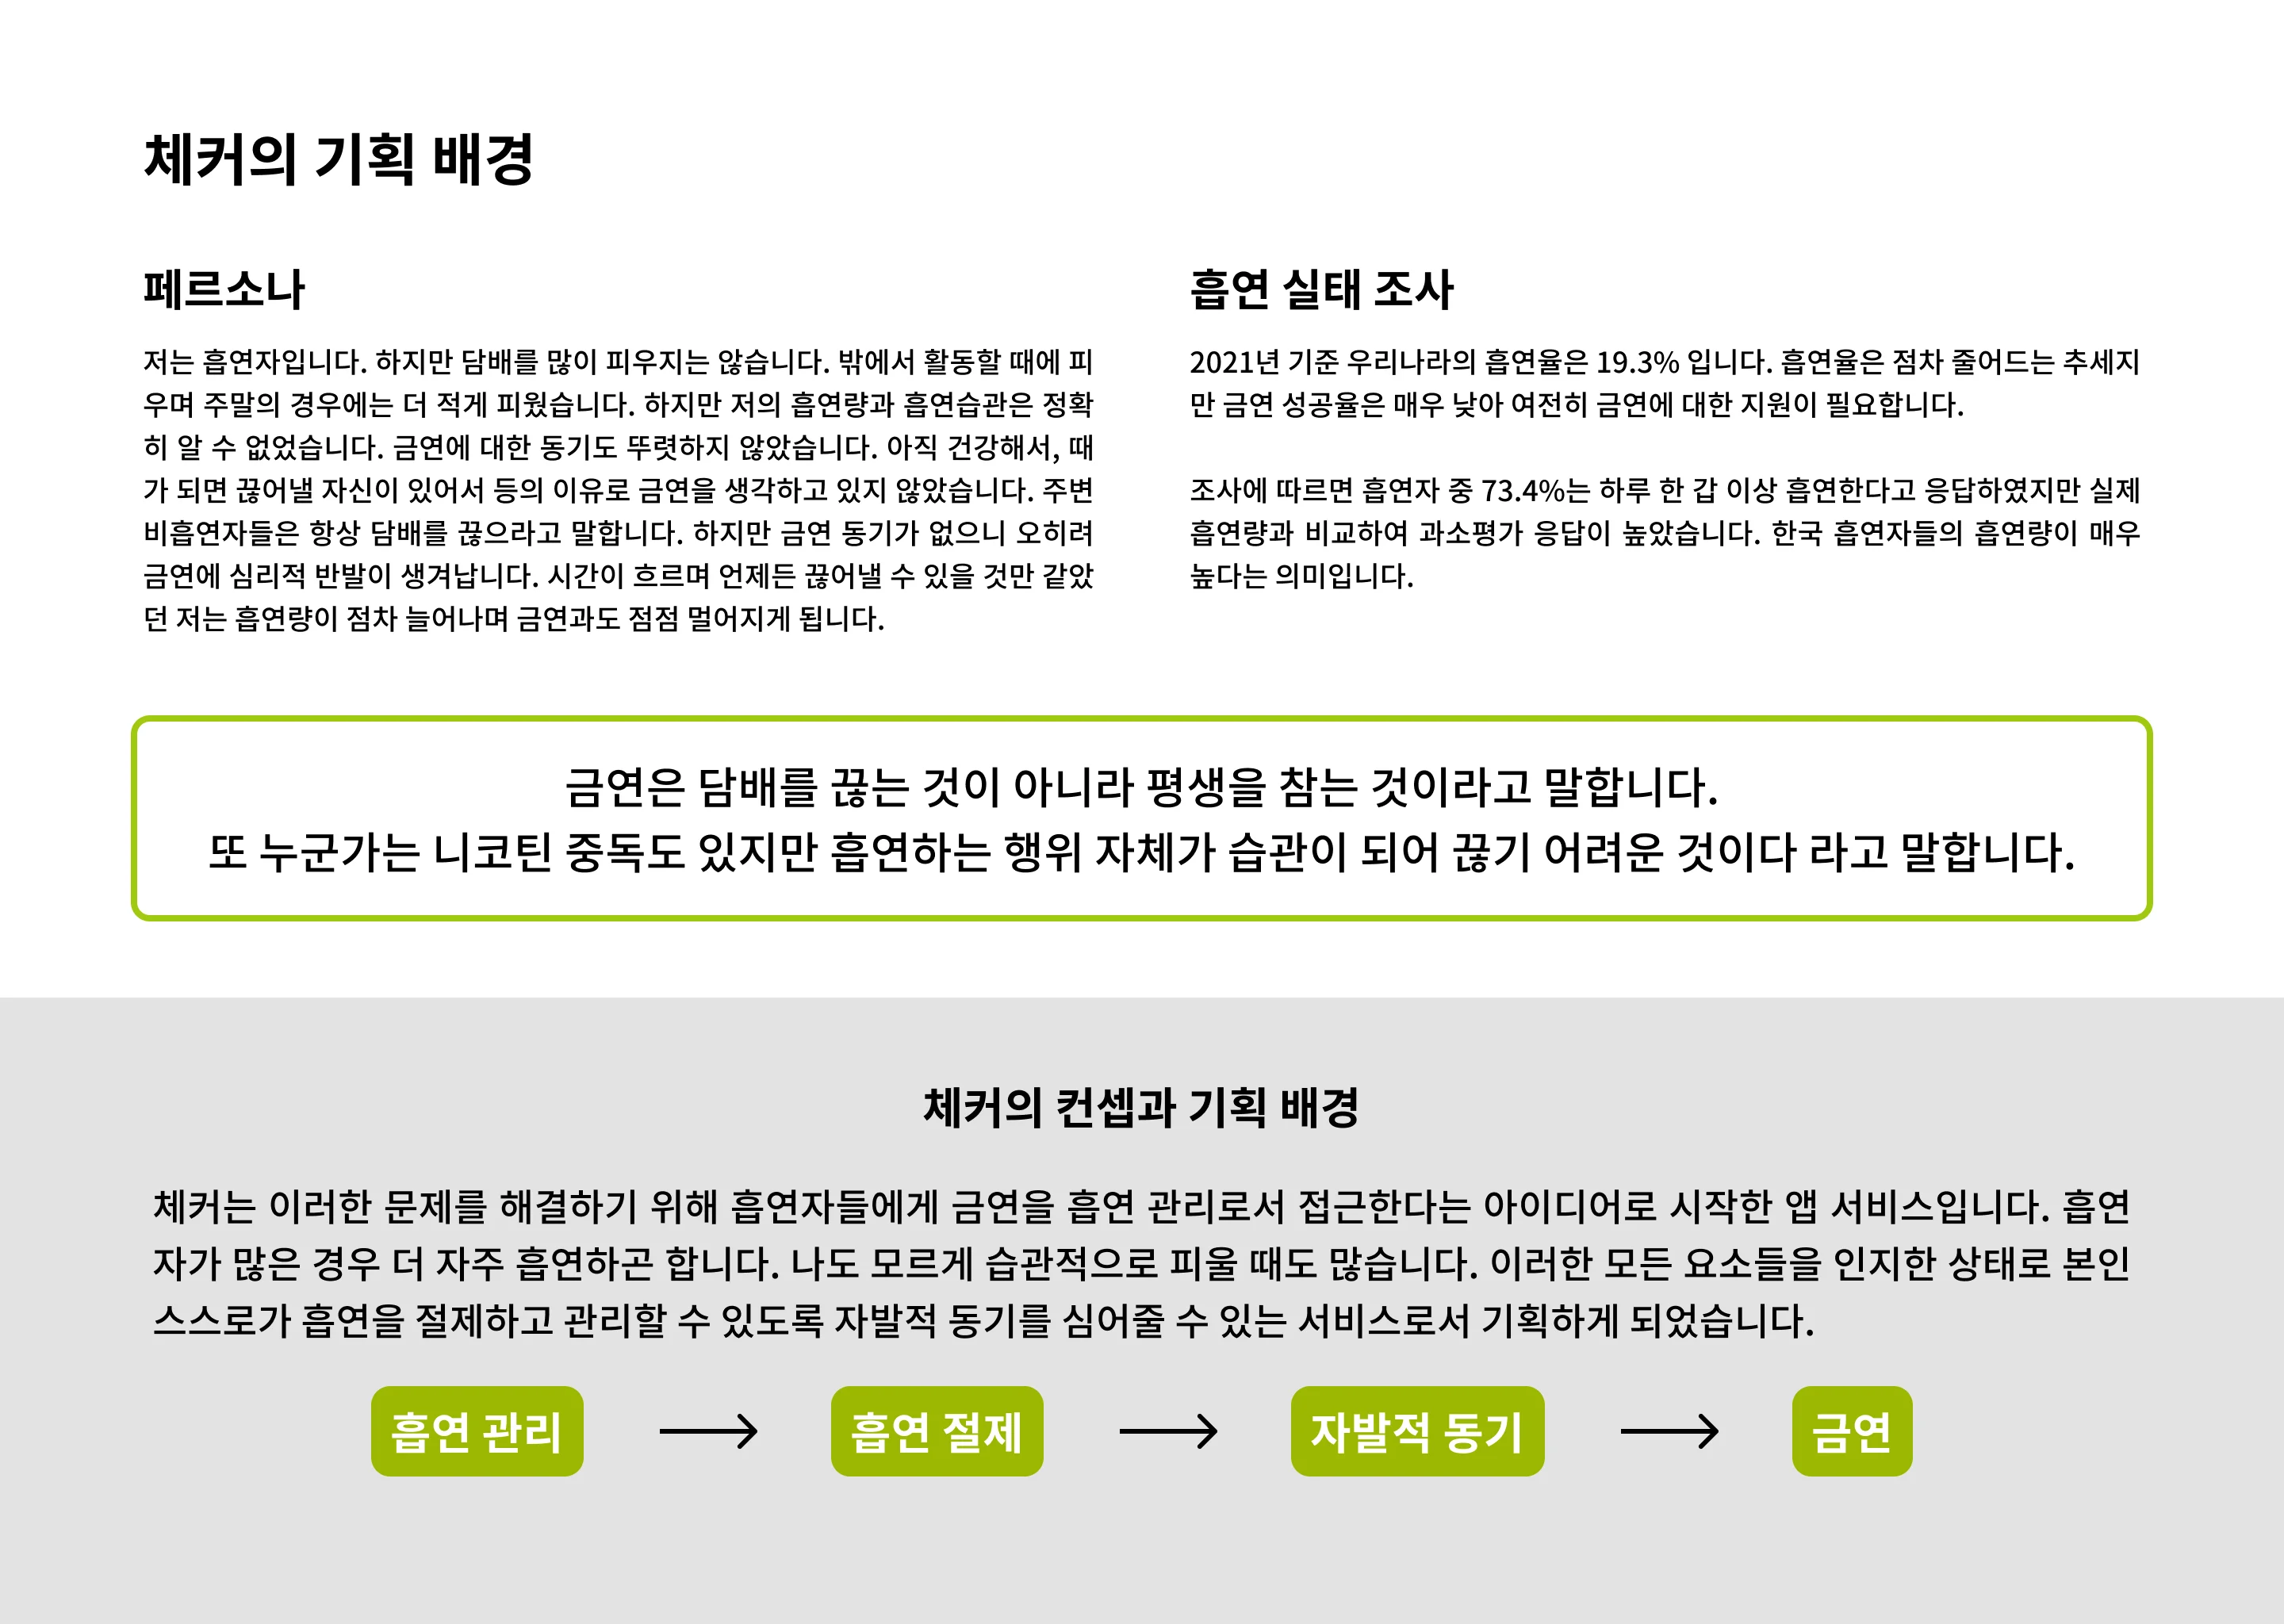 체커의 기획 배경
페르소나
저는 흡연자입니다. 하지만 담배를 많이 피우지는 않습니다. 밖에서 활동할 때에 피
우며 주말의 경우에는 더 적게 피웠습니다. 하지만 저의 흡연량과 흡연습관은 정확
히 알 수 없었습니다. 금연에 대한 동기도 뚜렷하지 않았습니다. 아직 건강해서, 때
가 되면 끊어낼 자신이 있어서 등의 이유로 금연을 생각하고 있지 않았습니다. 주변
비흡연자들은 항상 담배를 끊으라고 말합니다. 하지만 금연 동기가 없으니 오히려
금연에 심리적 반발이 생겨납니다. 시간이 흐르며 언제든 끊어낼 수 있을 것만 같았
던 저는 흡연량이 점차 늘어나며 금연과도 점점 멀어지게 됩니다.
흡연 실태 조사
2021년 기준 우리나라의 흡연율은 19.3% 입니다. 흡연율은 점차 줄어드는 추세지
만 금연 성공율은 매우 낮아 여전히 금연에 대한 지원이 필요합니다.
조사에 따르면 흡연자 중 73.4%는 하루 한 갑 이상 흡연한다고 응답하였지만 실제
흡연량과 비교하여 과소평가 응답이 높았습니다. 한국 흡연자들의 흡연량이 매우
높다는 의미입니다.
금연은 담배를 끊는 것이 아니라 평생을 참는 것이라고 말합니다.
또 누군가는 니코틴 중독도 있지만 흡연하는 행위 자체가 습관이 되어 끊기 어려운 것이다 라고 말합니다.
체커의 컨셉과 기획 배경
체커는 이러한 문제를 해결하기 위해 흡연자들에게 금연을 흡연 관리로서 접근한다는 아이디어로 시작한 앱 서비스입니다. 흡연
자가 많은 경우 더 자주 흡연하곤 합니다. 나도 모르게 습관적으로 피울 때도 많습니다. 이러한 모든 요소들을 인지한 상태로 본인
스스로가 흡연을 절제하고 관리할 수 있도록 자발적 동기를 심어줄 수 있는 서비스로서 기획하게 되었습니다.
흡연 관리 → 흡연 절제 → 자발적 동기 → 금연